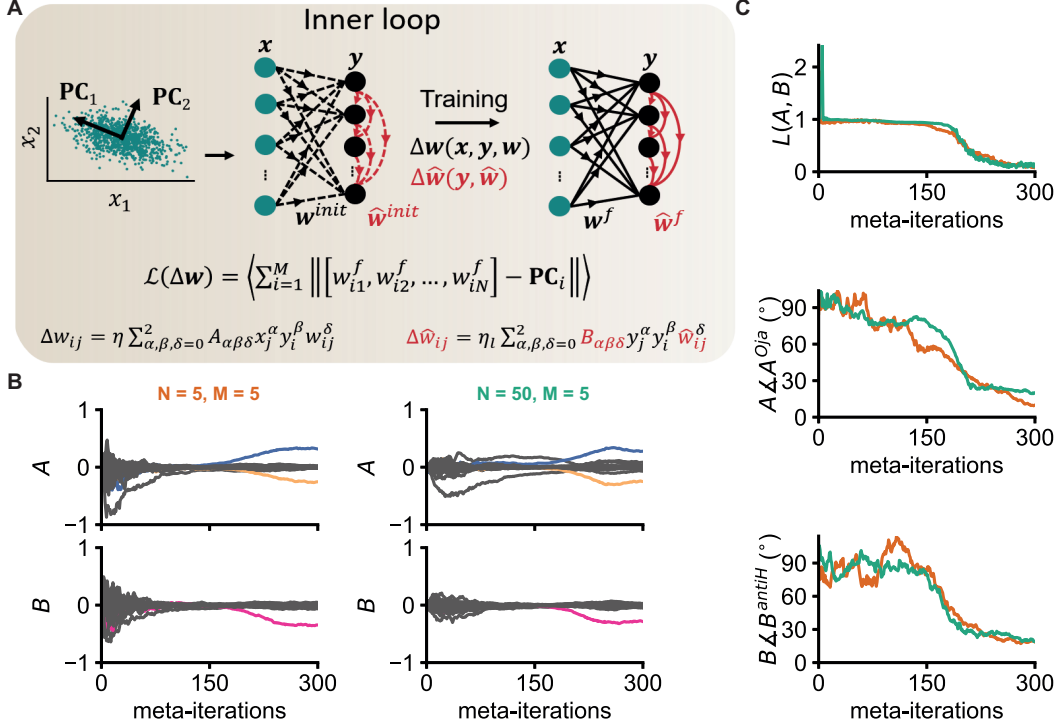 A
Inner loop
x y x y
PC₁ PC₂
x₂
x₁
Training
Δw(x, y, w)
Δŵ(y, ŵ)
w^{init} ŵ^{init} w^f ŵ^f
ℒ(Δw) = ⟨∑_{i=1}^{M} ‖[w_{i1}^f, w_{i2}^f, …, w_{iN}^f] − PC_i‖⟩
Δw_{ij} = η ∑_{α,β,δ=0}^{2} A_{αβδ} x_j^α y_i^β w_{ij}^δ
Δŵ_{ij} = η_l ∑_{α,β,δ=0}^{2} B_{αβδ} y_j^α y_i^β ŵ_{ij}^δ
B
N = 5, M = 5
N = 50, M = 5
A
1
0
−1
A
1
0
−1
B
1
0
−1
0 150 300
meta-iterations
B
1
0
−1
0 150 300
meta-iterations
C
L(A, B)
2
1
0
0 150 300
meta-iterations
A∡A^{Oja} (°)
90
60
30
0
0 150 300
meta-iterations
B∡B^{antiH} (°)
90
60
30
0
0 150 300
meta-iterations